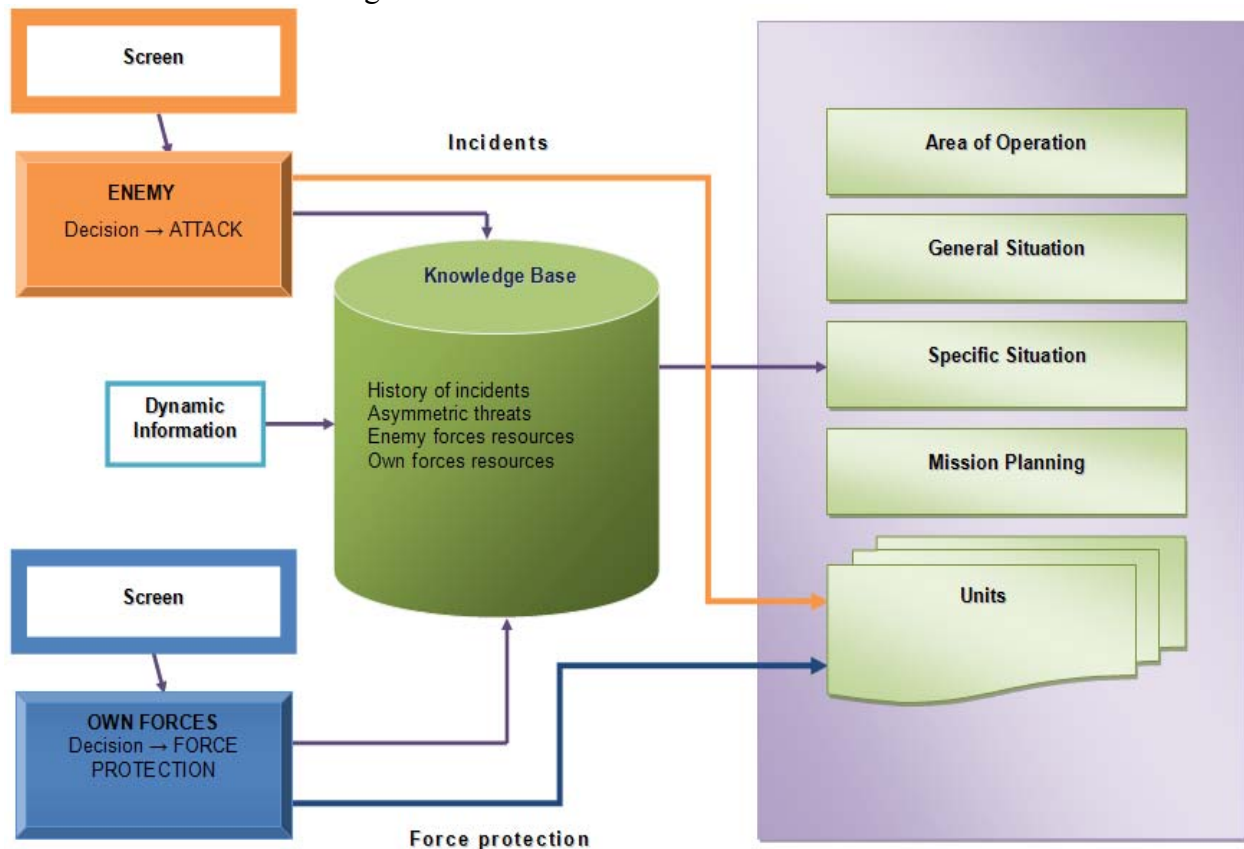 Screen
Incidents
ENEMY
Decision → ATTACK
Knowledge Base
History of incidents
Asymmetric threats
Enemy forces resources
Own forces resources
Dynamic
Information
Screen
OWN FORCES
Decision → FORCE
PROTECTION
Force protection
Area of Operation
General Situation
Specific Situation
Mission Planning
Units